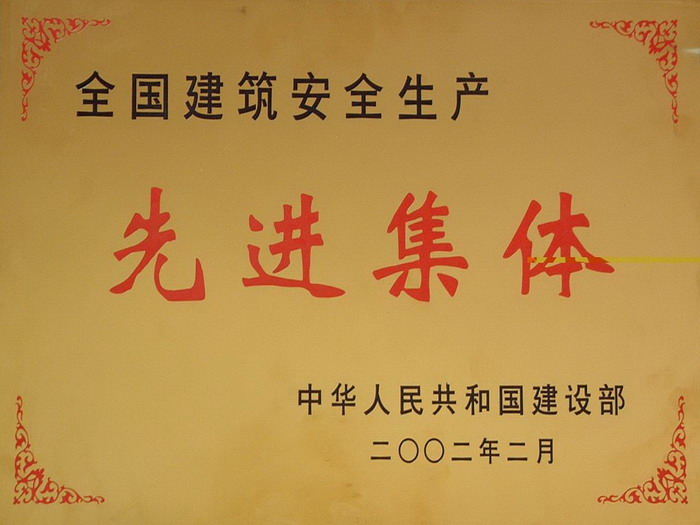 全国建筑安全生产
先进集体
中华人民共和国建设部
二〇〇二年二月